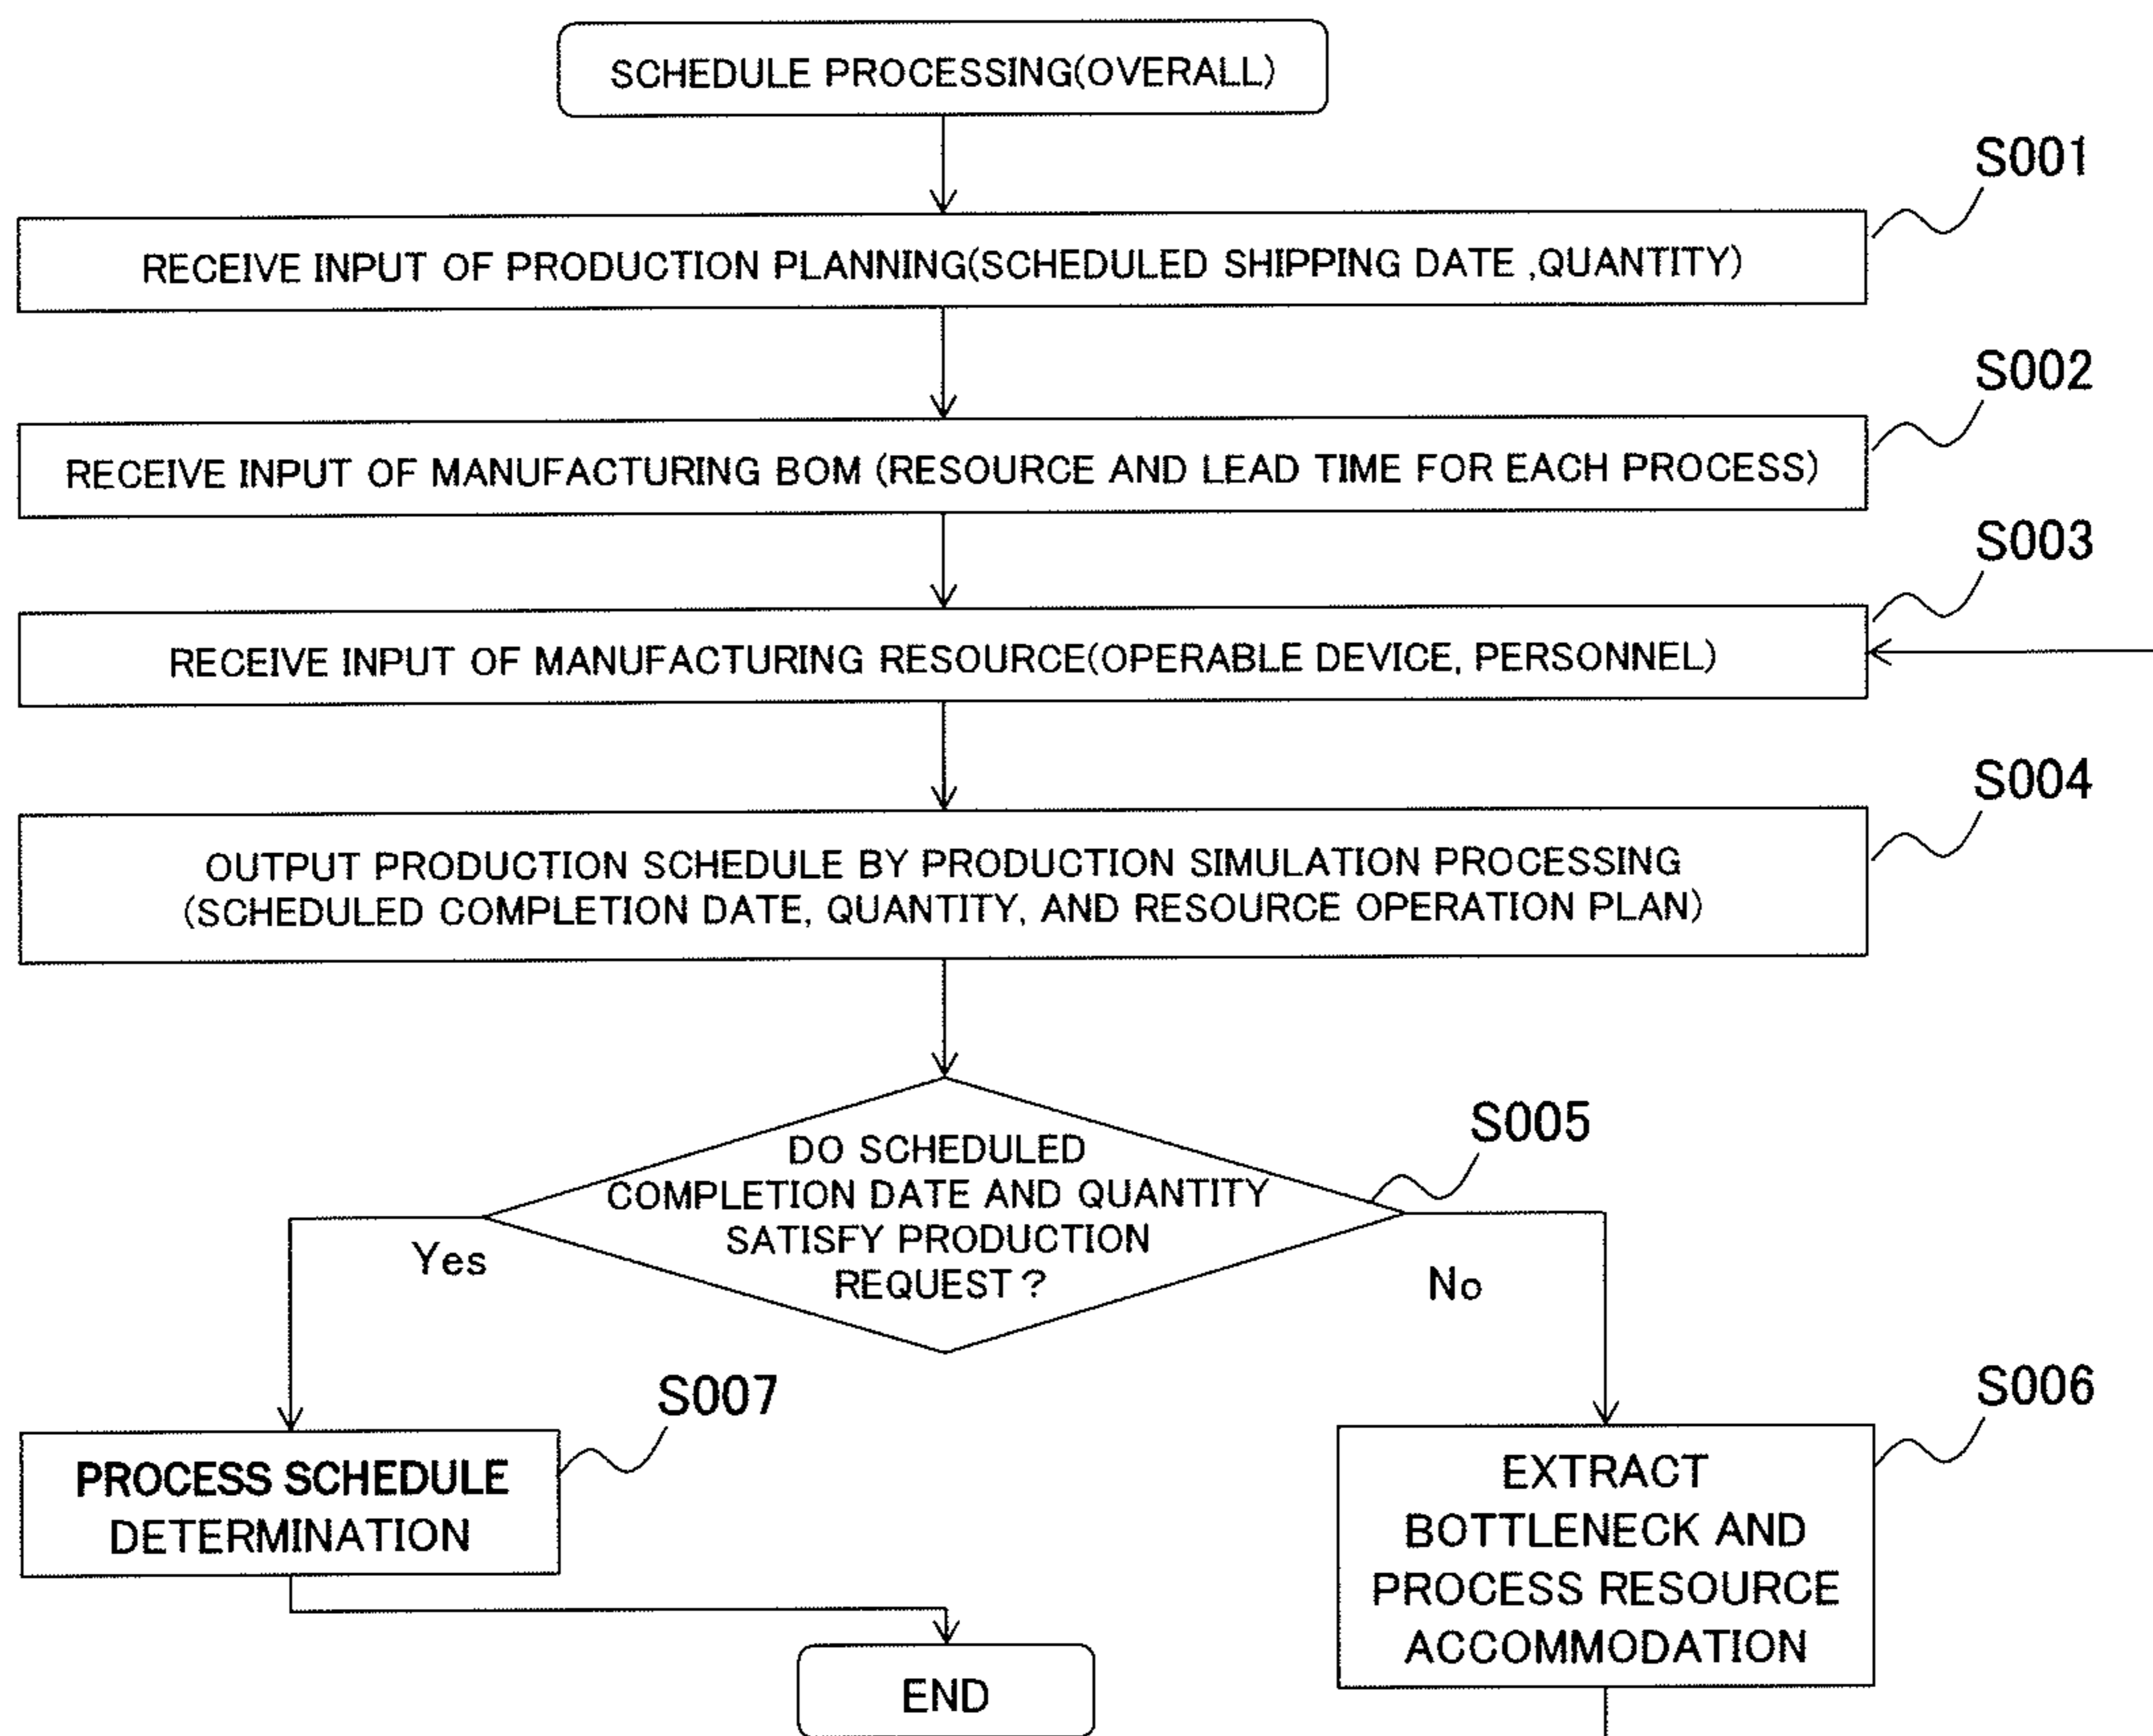 SCHEDULE PROCESSING(OVERALL)
S001
RECEIVE INPUT OF PRODUCTION PLANNING(SCHEDULED SHIPPING DATE ,QUANTITY)
S002
RECEIVE INPUT OF MANUFACTURING BOM (RESOURCE AND LEAD TIME FOR EACH PROCESS)
S003
RECEIVE INPUT OF MANUFACTURING RESOURCE(OPERABLE DEVICE, PERSONNEL)
S004
OUTPUT PRODUCTION SCHEDULE BY PRODUCTION SIMULATION PROCESSING
(SCHEDULED COMPLETION DATE, QUANTITY, AND RESOURCE OPERATION PLAN)
S005
DO SCHEDULED
COMPLETION DATE AND QUANTITY
SATISFY PRODUCTION
REQUEST ?
Yes
No
S007
PROCESS SCHEDULE
DETERMINATION
S006
EXTRACT
BOTTLENECK AND
PROCESS RESOURCE
ACCOMMODATION
END